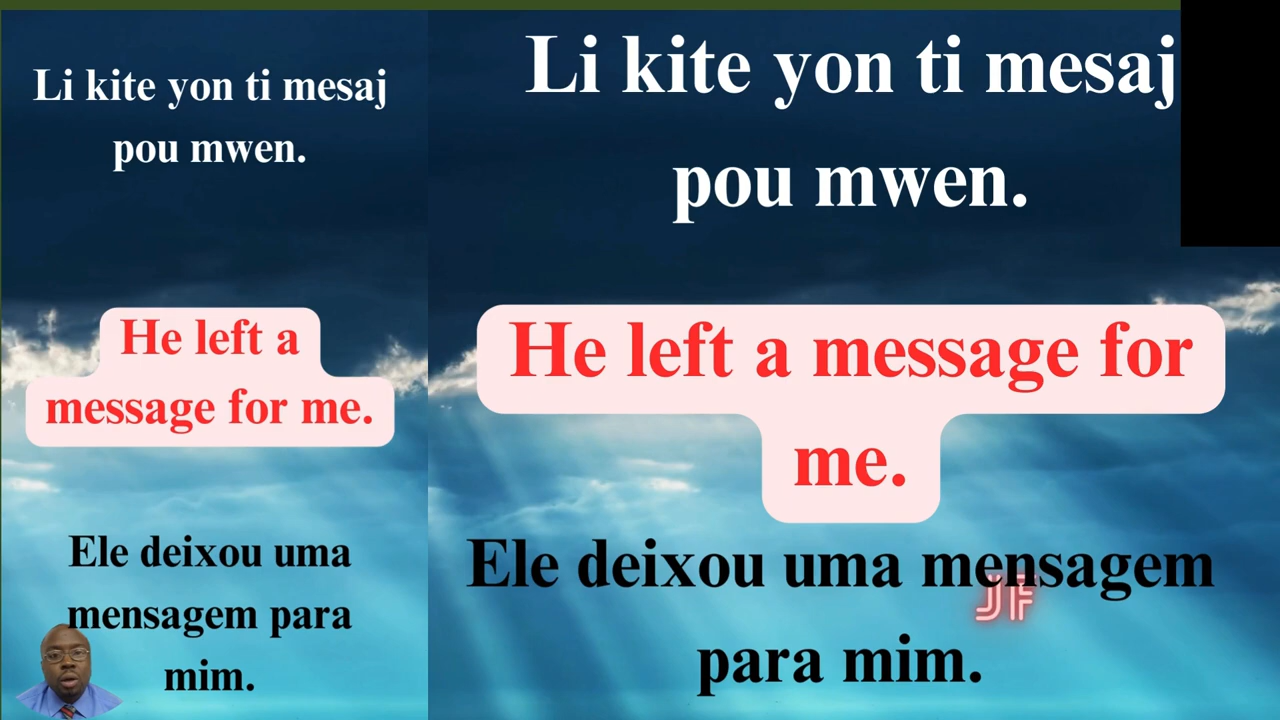 Li kite yon ti mesaj
pou mwen.
He left a
message for me.
Ele deixou uma
mensagem para
mim.
Li kite yon ti mesaj
pou mwen.
He left a message for
me.
Ele deixou uma mensagem
JF
para mim.